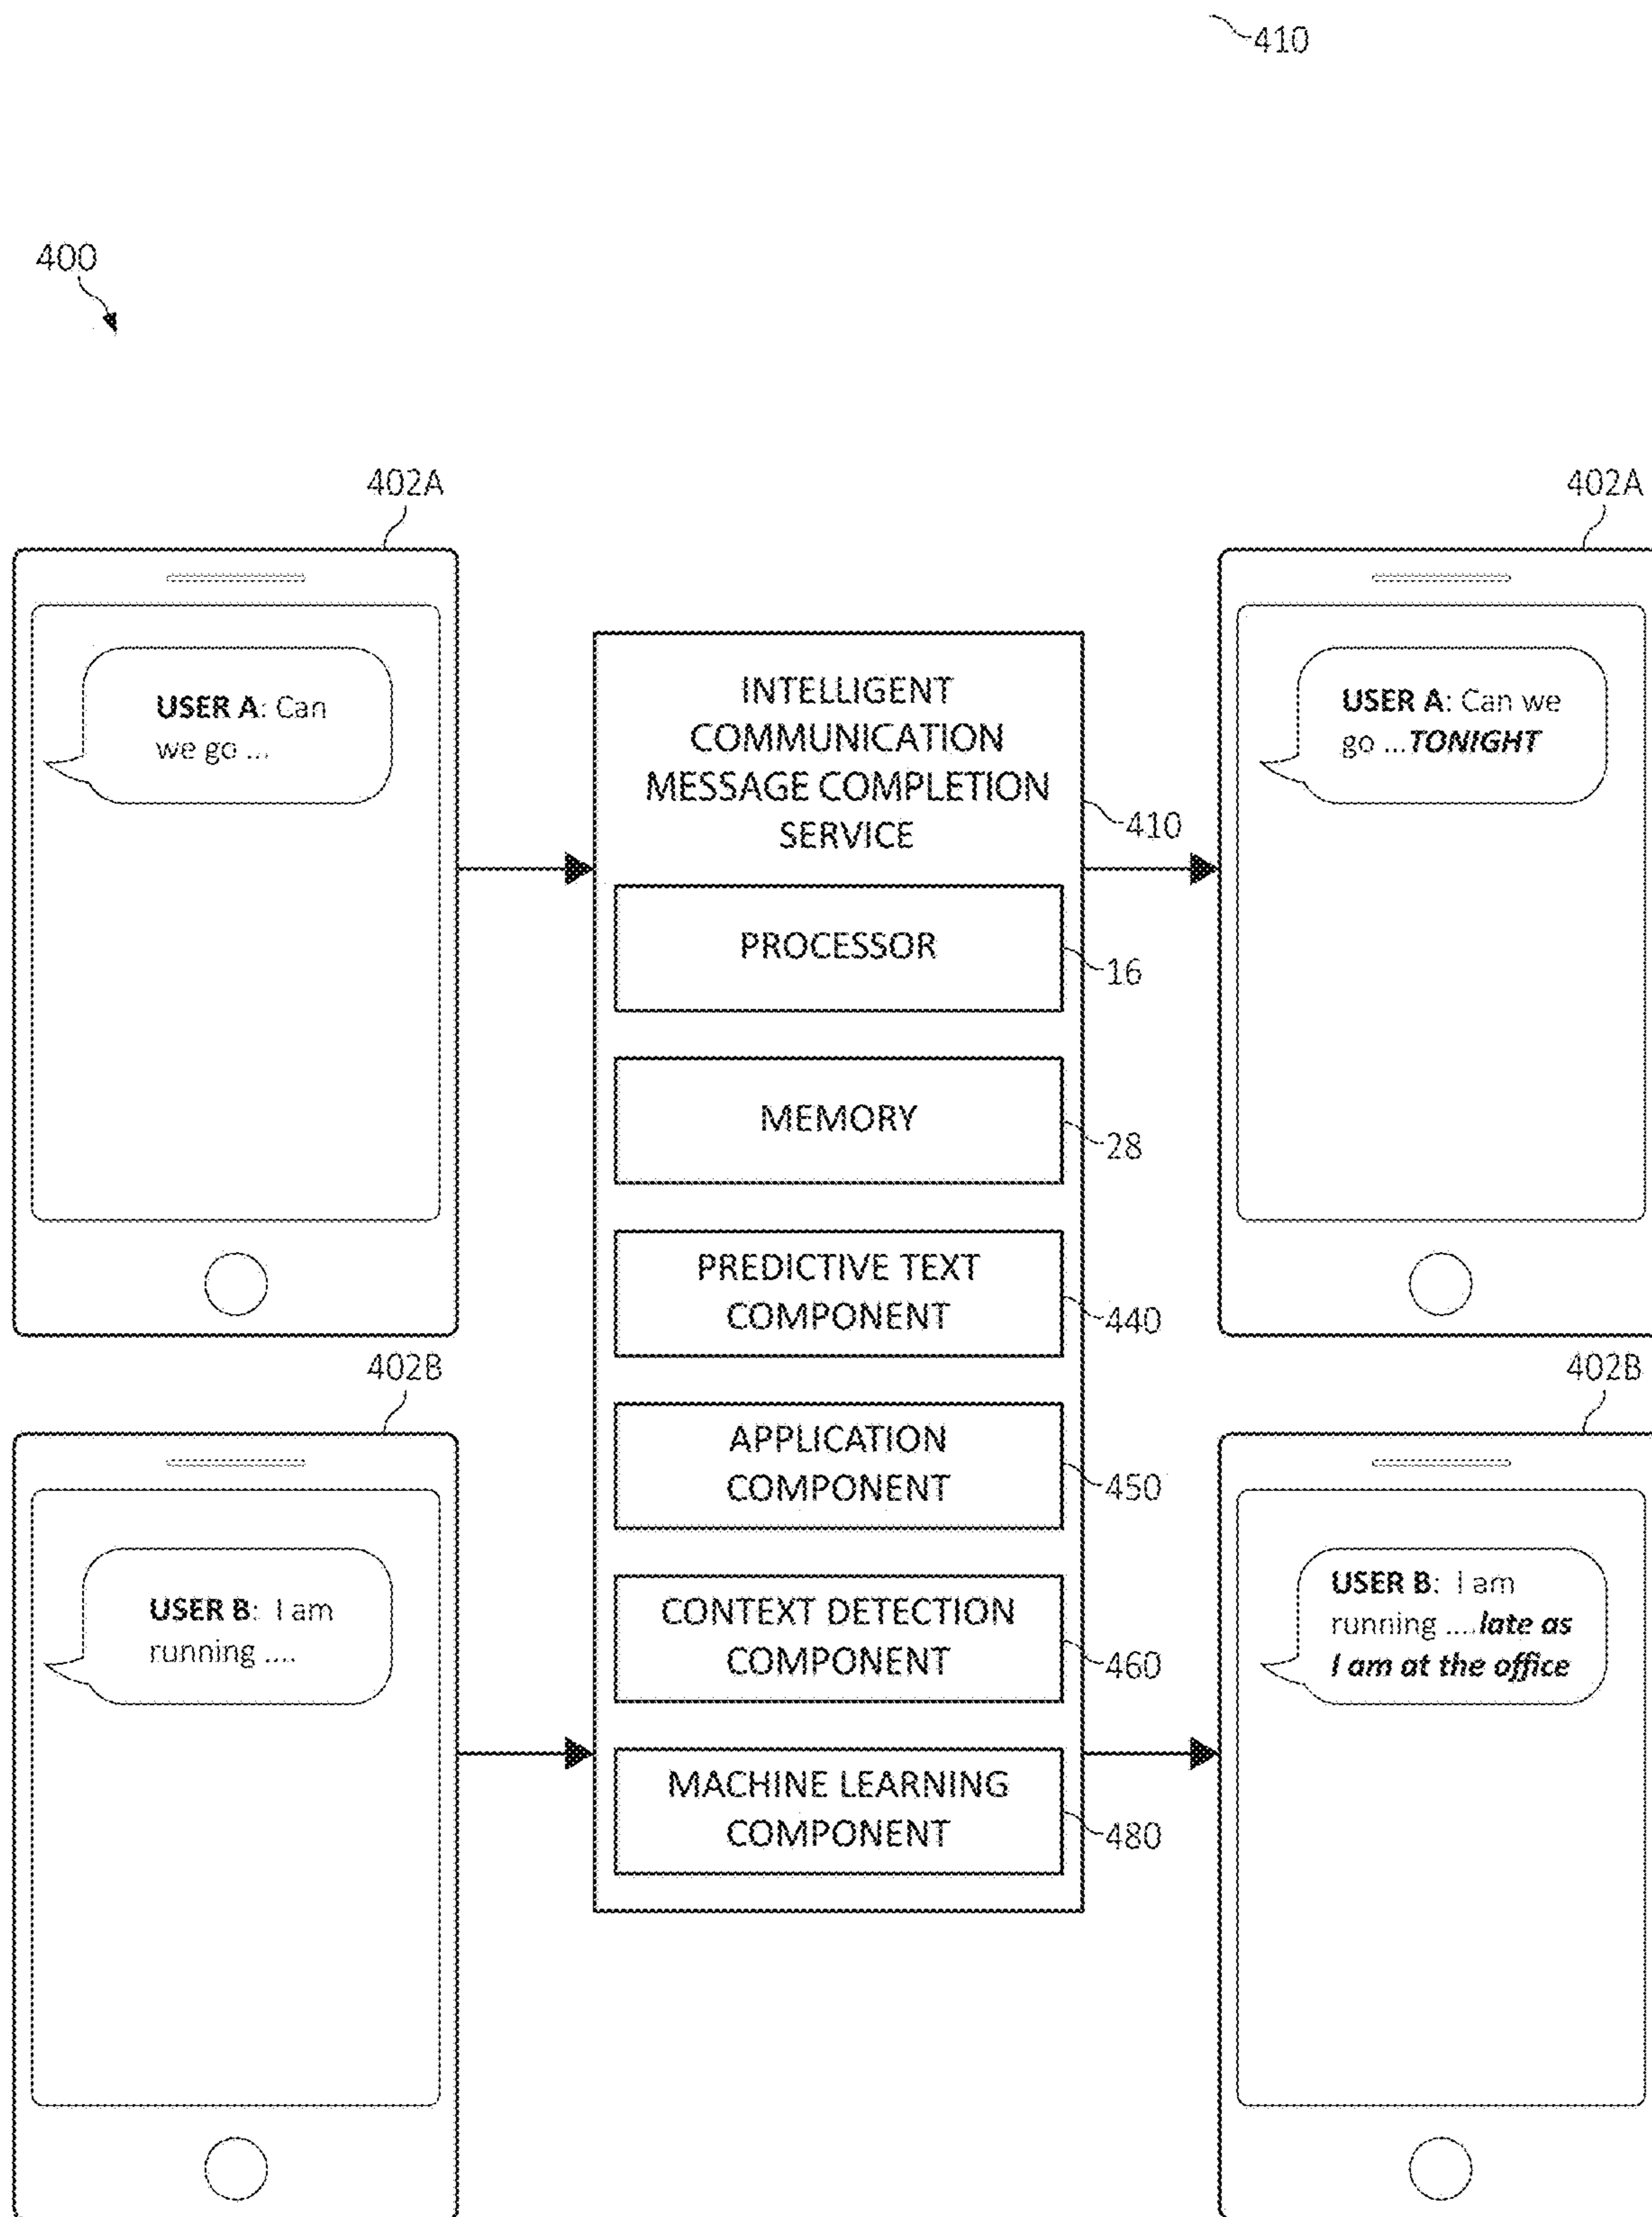 410
400
402A
402A
USER A: Can
we go ...
INTELLIGENT
COMMUNICATION
MESSAGE COMPLETION
SERVICE
410
USER A: Can we
go ...TONIGHT
PROCESSOR
16
MEMORY
28
PREDICTIVE TEXT
COMPONENT
440
402B
402B
APPLICATION
COMPONENT
450
USER B: I am
running ....
CONTEXT DETECTION
COMPONENT
460
USER B: I am
running ....late as
I am at the office
MACHINE LEARNING
COMPONENT
480